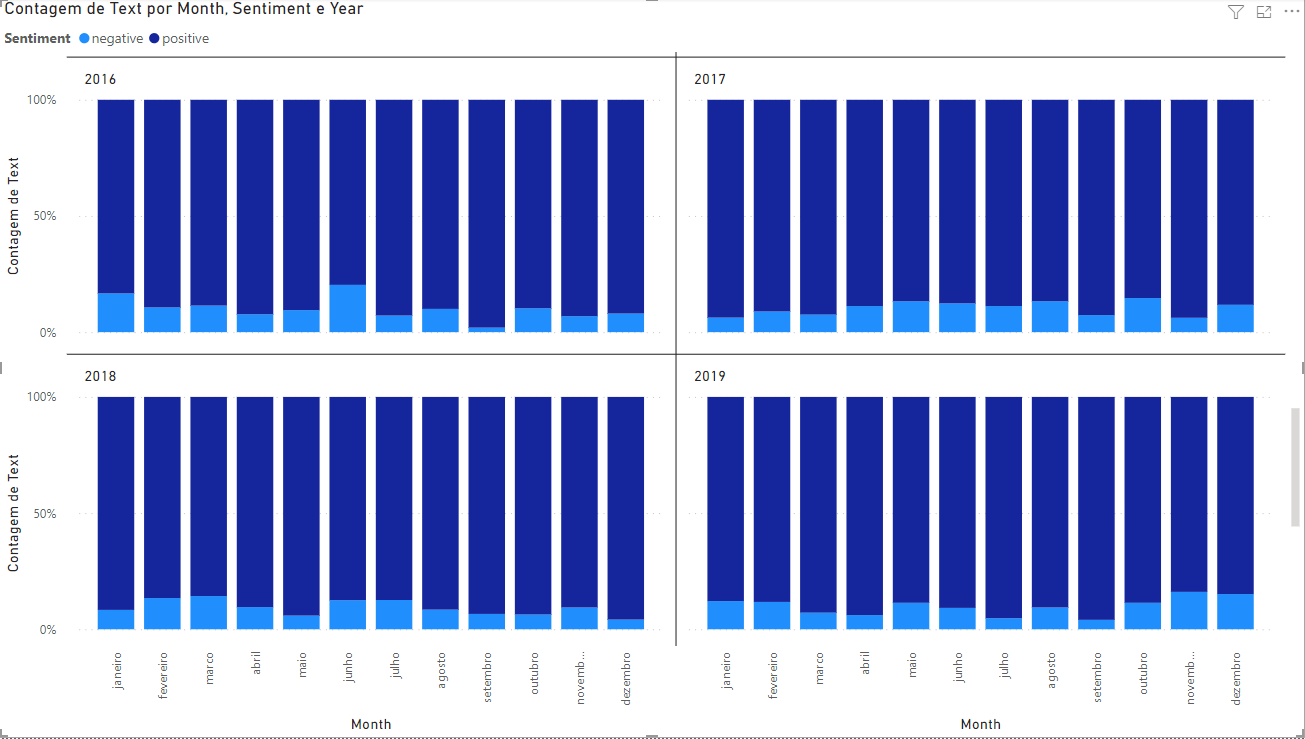 Contagem de Text por Month, Sentiment e Year
Sentiment negative positive
2016
2017
100%
50%
0%
Contagem de Text
2018
2019
100%
50%
0%
Contagem de Text
janeiro
fevereiro
marco
abril
maio
junho
julho
agosto
setembro
outubro
novemb...
dezembro
janeiro
fevereiro
marco
abril
maio
junho
julho
agosto
setembro
outubro
novemb...
dezembro
Month
Month